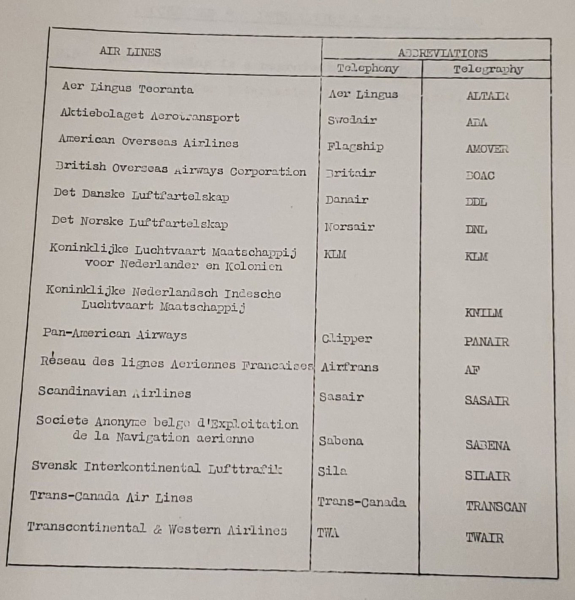 AIR LINES ABBREVIATIONS
Telephony Telegraphy
Aer Lingus Teoranta Aer Lingus ALTAIR
Aktiebolaget Aerotransport Swedair ABA
American Overseas Airlines Flagship AMOVER
British Overseas Airways Corporation Britair BOAC
Det Danske Luftfartelskap Danair DDL
Det Norske Luftfartelskap Norsair DNL
Koninklijke Luchtvaart Maatschappij KLM KLM
voor Nederlander en Kolonien
Koninklijke Nederlandsch Indesche
Luchtvaart Maatschappij KNILM
Pan-American Airways Clipper PANAIR
Réseau des lignes Aeriennes Francaises Airfrans AF
Scandinavian Airlines Sasair SASAIR
Societe Anonyme belge d'Exploitation
de la Navigation aerienne Sabena SABENA
Svensk Interkontinental Lufttrafik Sila SILAIR
Trans-Canada Air Lines Trans-Canada TRANSCAN
Transcontinental & Western Airlines TWA TWAIR